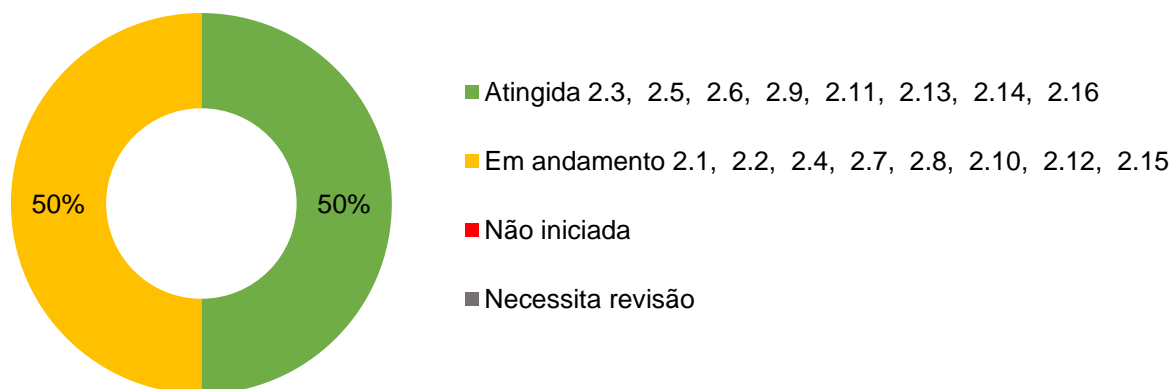 Atingida 2.3, 2.5, 2.6, 2.9, 2.11, 2.13, 2.14, 2.16
Em andamento 2.1, 2.2, 2.4, 2.7, 2.8, 2.10, 2.12, 2.15
50%
50%
Não iniciada
Necessita revisão